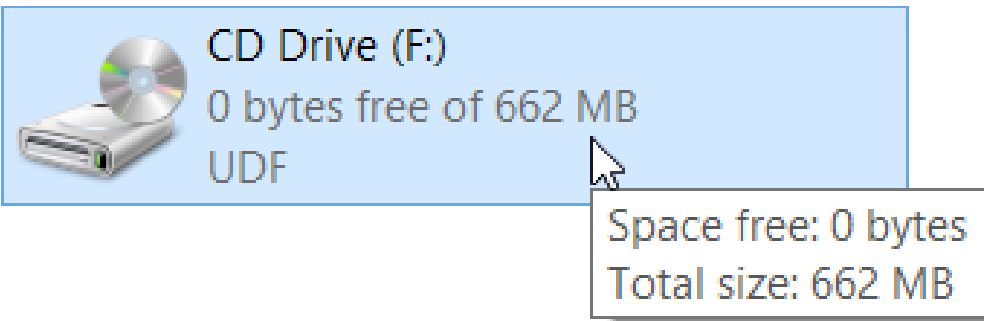 CD Drive (F:)
0 bytes free of 662 MB
UDF
Space free: 0 bytes
Total size: 662 MB